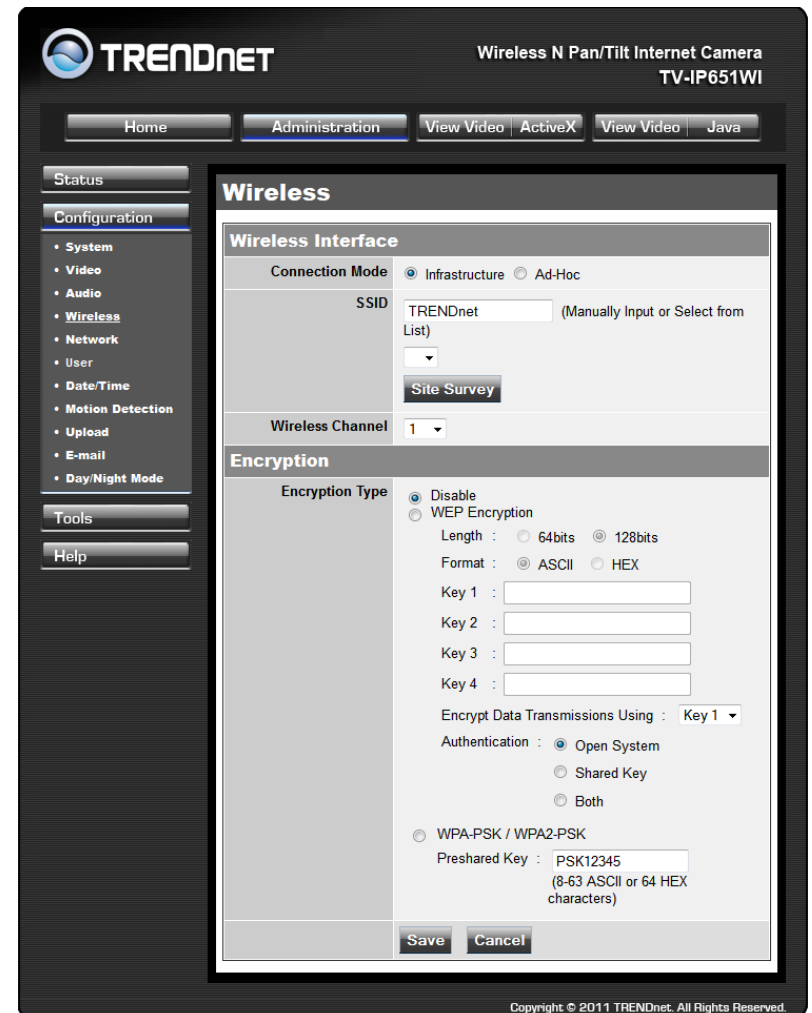 TRENDnet
Wireless N Pan/Tilt Internet Camera
TV-IP651WI
Home
Administration
View Video ActiveX
View Video Java
Status
Configuration
• System
• Video
• Audio
• Wireless
• Network
• User
• Date/Time
• Motion Detection
• Upload
• E-mail
• Day/Night Mode
Tools
Help
Wireless
Wireless Interface
Connection Mode Infrastructure Ad-Hoc
SSID TRENDnet (Manually Input or Select from
List)
Site Survey
Wireless Channel 1
Encryption
Encryption Type Disable
WEP Encryption
Length : 64bits 128bits
Format : ASCII HEX
Key 1 :
Key 2 :
Key 3 :
Key 4 :
Encrypt Data Transmissions Using : Key 1
Authentication : Open System
Shared Key
Both
WPA-PSK / WPA2-PSK
Preshared Key : PSK12345
(8-63 ASCII or 64 HEX
characters)
Save Cancel
Copyright © 2011 TRENDnet. All Rights Reserved.